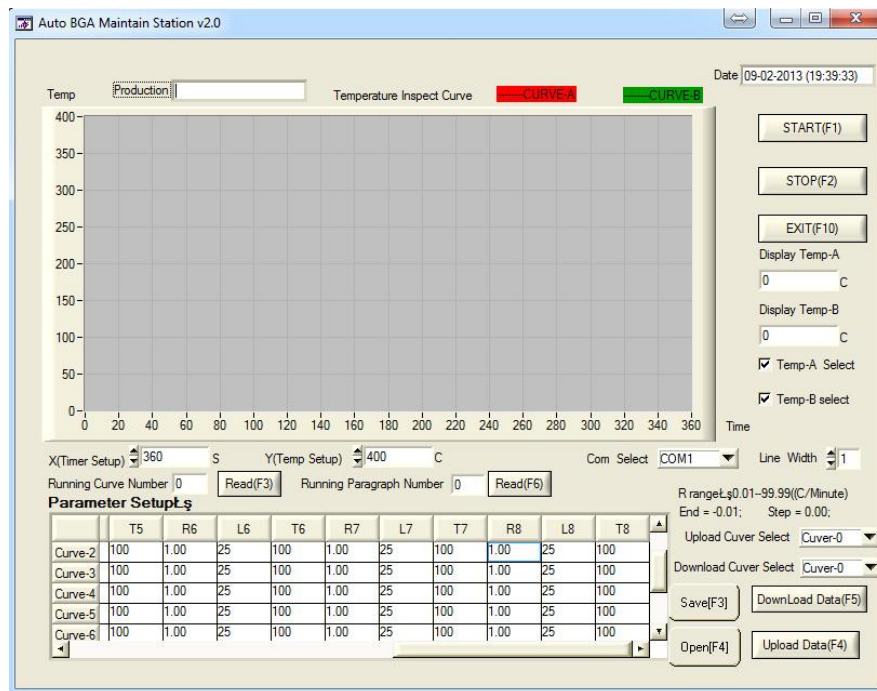 Auto BGA Maintain Station v2.0
Date 09-02-2013 (19:39:33)
Temp Production Temperature Inspect Curve ------CURVE-A ------CURVE-B
400
350
300
250
200
150
100
50
0
0 20 40 60 80 100 120 140 160 180 200 220 240 260 280 300 320 340 360 Time
START(F1)
STOP(F2)
EXIT(F10)
Display Temp-A
0 C
Display Temp-B
0 C
Temp-A Select
Temp-B select
X(Timer Setup) 360 S Y(Temp Setup) 400 C Com Select COM1 Line Width 1
Running Curve Number 0 Read(F3) Running Paragraph Number 0 Read(F6)
Parameter SetupŁş
T5 R6 L6 T6 R7 L7 T7 R8 L8 T8
Curve-2 100 1.00 25 100 1.00 25 100 1.00 25 100
Curve-3 100 1.00 25 100 1.00 25 100 1.00 25 100
Curve-4 100 1.00 25 100 1.00 25 100 1.00 25 100
Curve-5 100 1.00 25 100 1.00 25 100 1.00 25 100
Curve-6 100 1.00 25 100 1.00 25 100 1.00 25 100
R rangeŁş0.01--99.99((C/Minute)
End = -0.01; Step = 0.00;
Upload Cuver Select Cuver-0
Download Cuver Select Cuver-0
Save[F3] DownLoad Data(F5)
Open[F4] Upload Data(F4)